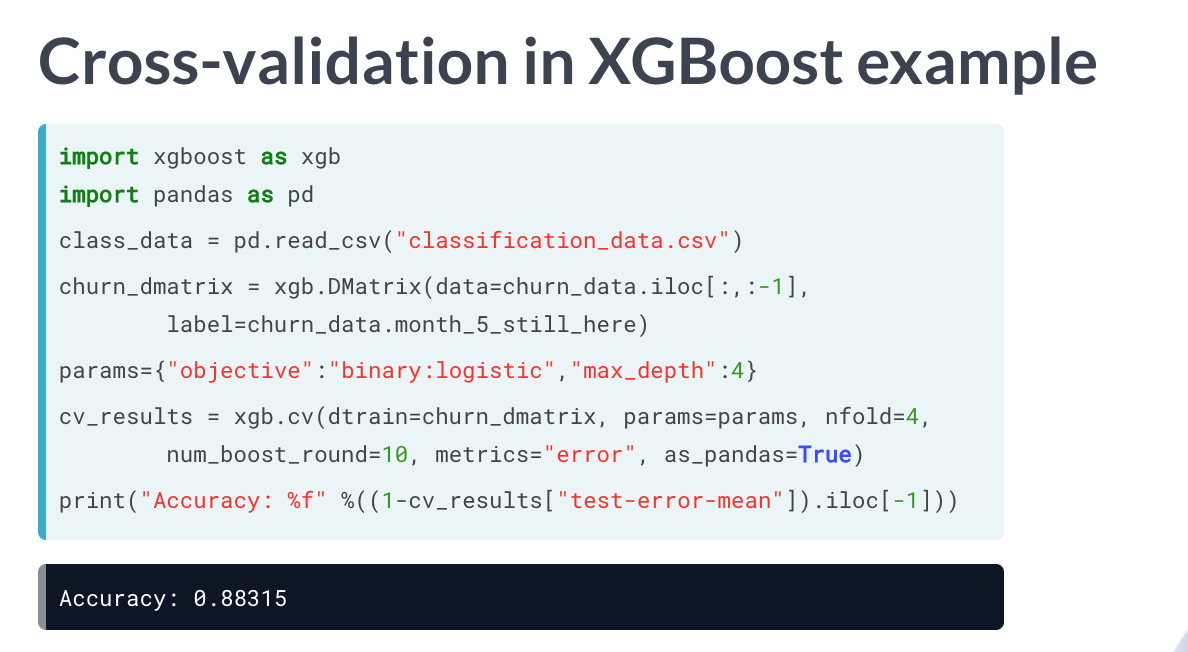 Cross-validation in XGBoost example
import xgboost as xgb
import pandas as pd
class_data = pd.read_csv("classification_data.csv")
churn_dmatrix = xgb.DMatrix(data=churn_data.iloc[:,:-1],
label=churn_data.month_5_still_here)
params={"objective":"binary:logistic","max_depth":4}
cv_results = xgb.cv(dtrain=churn_dmatrix, params=params, nfold=4,
num_boost_round=10, metrics="error", as_pandas=True)
print("Accuracy: %f" %((1-cv_results["test-error-mean"]).iloc[-1]))
Accuracy: 0.88315